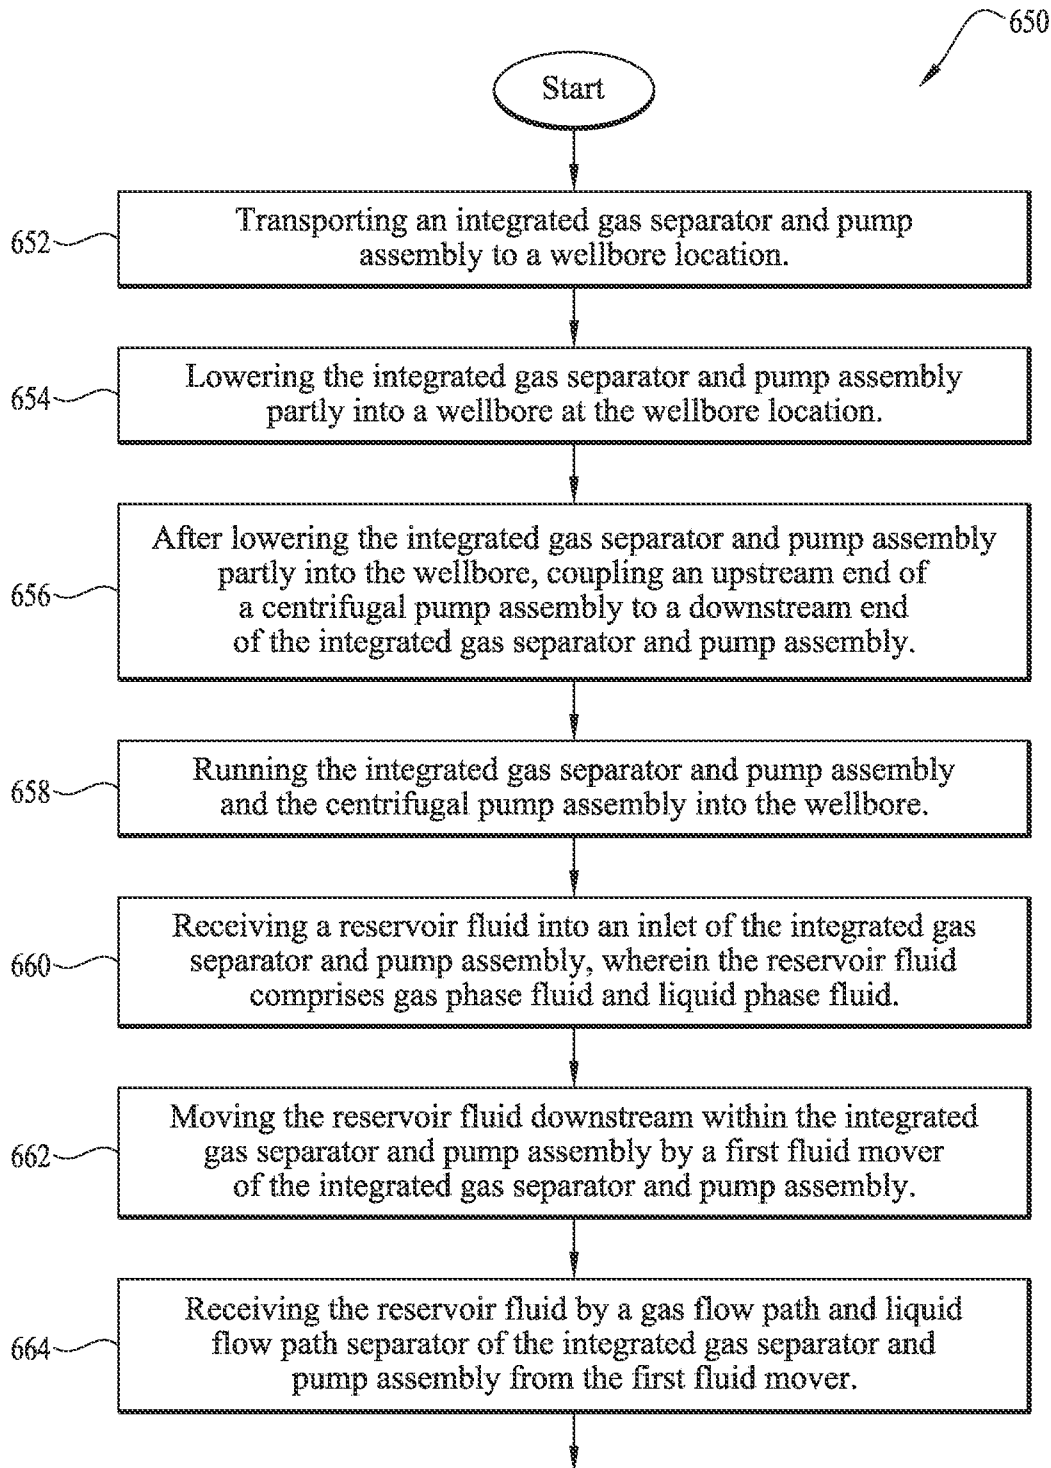 650
Start
652
Transporting an integrated gas separator and pump
assembly to a wellbore location.
654
Lowering the integrated gas separator and pump assembly
partly into a wellbore at the wellbore location.
656
After lowering the integrated gas separator and pump assembly
partly into the wellbore, coupling an upstream end of
a centrifugal pump assembly to a downstream end
of the integrated gas separator and pump assembly.
658
Running the integrated gas separator and pump assembly
and the centrifugal pump assembly into the wellbore.
660
Receiving a reservoir fluid into an inlet of the integrated gas
separator and pump assembly, wherein the reservoir fluid
comprises gas phase fluid and liquid phase fluid.
662
Moving the reservoir fluid downstream within the integrated
gas separator and pump assembly by a first fluid mover
of the integrated gas separator and pump assembly.
664
Receiving the reservoir fluid by a gas flow path and liquid
flow path separator of the integrated gas separator and
pump assembly from the first fluid mover.